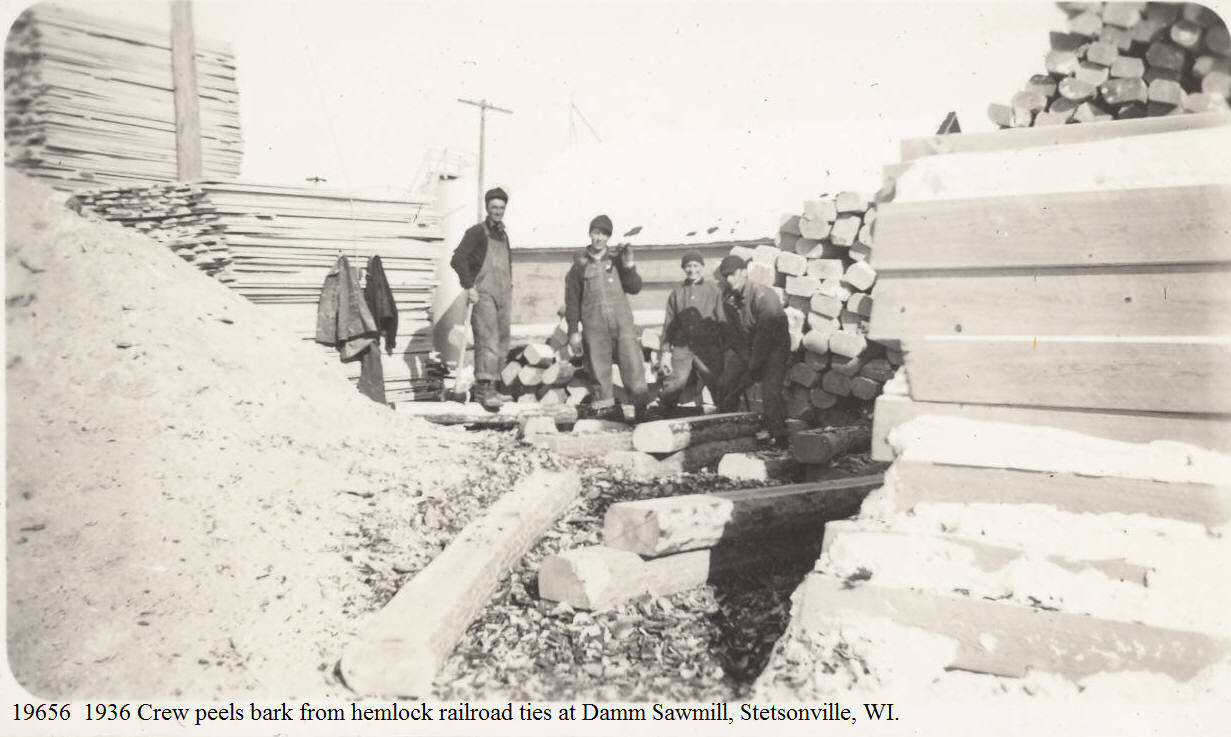 19656 1936 Crew peels bark from hemlock railroad ties at Damm Sawmill, Stetsonville, WI.